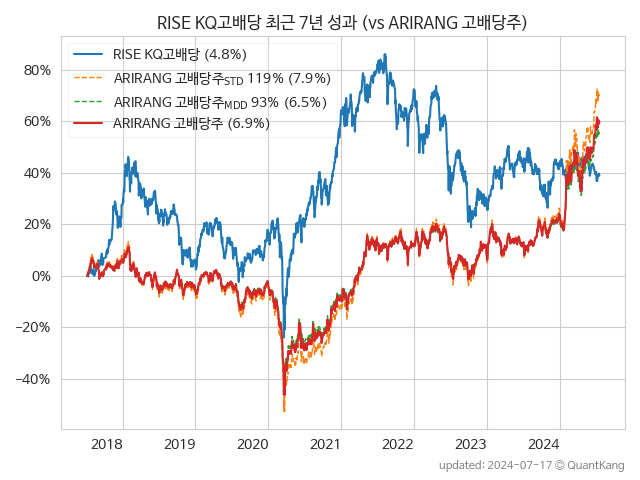 RISE KQ고배당 최근 7년 성과 (vs ARIRANG 고배당주)
RISE KQ고배당 (4.8%)
ARIRANG 고배당주STD 119% (7.9%)
ARIRANG 고배당주MDD 93% (6.5%)
ARIRANG 고배당주 (6.9%)
80%
60%
40%
20%
0%
−20%
−40%
2018 2019 2020 2021 2022 2023 2024
updated: 2024-07-17 © QuantKang